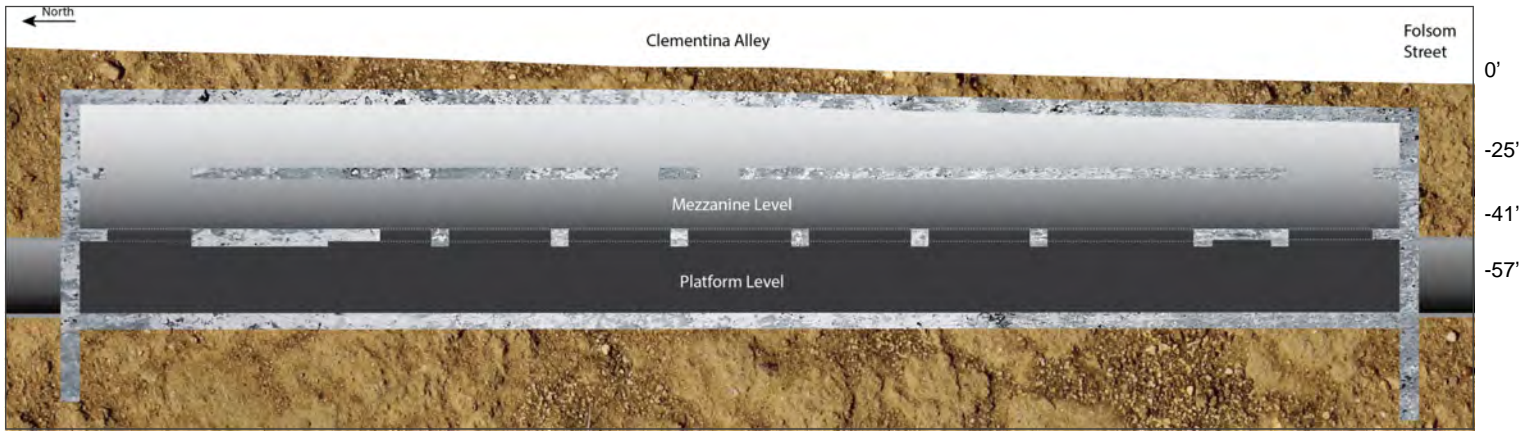 North
Clementina Alley
Folsom
Street
0’
-25’
Mezzanine Level
-41’
-57’
Platform Level